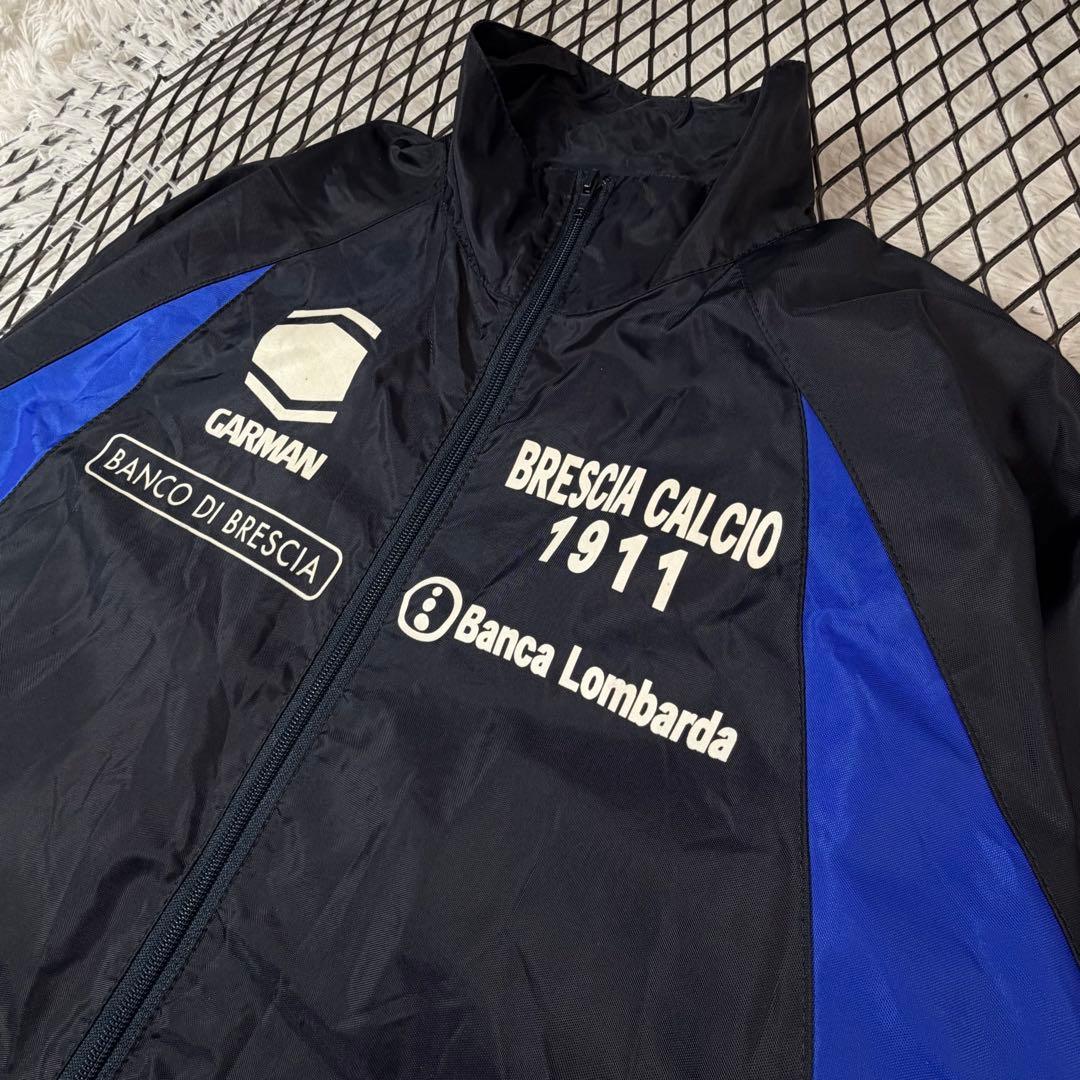 GARMAN
BANCO DI BRESCIA
BRESCIA CALCIO
1911
Banca Lombarda